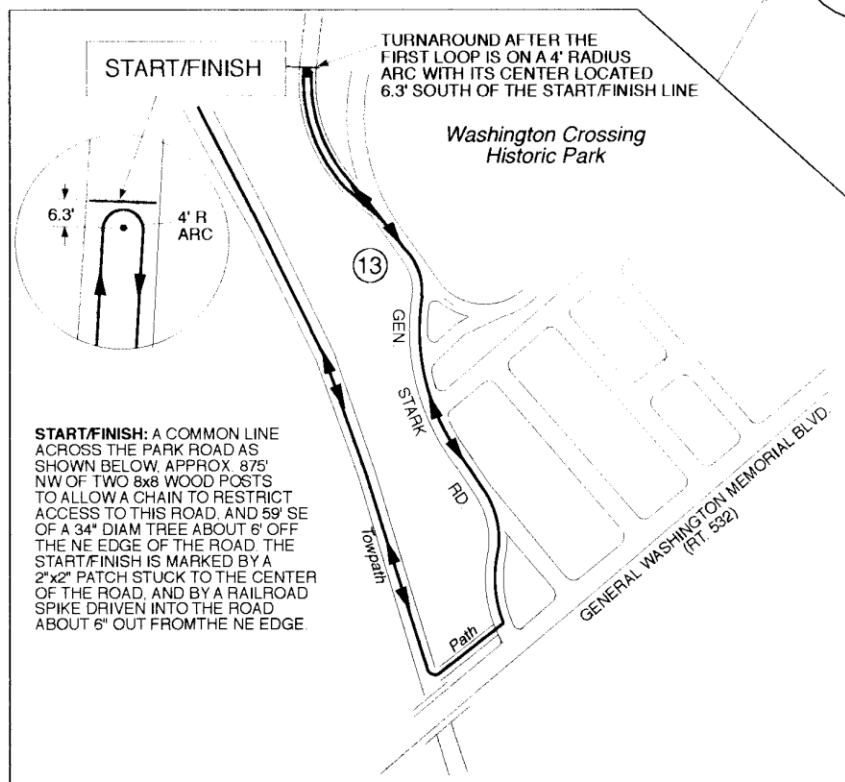 START/FINISH
TURNAROUND AFTER THE
FIRST LOOP IS ON A 4' RADIUS
ARC WITH ITS CENTER LOCATED
6.3' SOUTH OF THE START/FINISH LINE
Washington Crossing
Historic Park
6.3'
4' R
ARC
13
GEN.
STARK
RD
START/FINISH: A COMMON LINE
ACROSS THE PARK ROAD AS
SHOWN BELOW, APPROX. 875'
NW OF TWO 8x8 WOOD POSTS
TO ALLOW A CHAIN TO RESTRICT
ACCESS TO THIS ROAD, AND 59' SE
OF A 34" DIAM TREE ABOUT 6' OFF
THE NE EDGE OF THE ROAD. THE
START/FINISH IS MARKED BY A
2"x2" PATCH STUCK TO THE CENTER
OF THE ROAD, AND BY A RAILROAD
SPIKE DRIVEN INTO THE ROAD
ABOUT 6" OUT FROMTHE NE EDGE.
Towpath
Path
GENERAL WASHINGTON MEMORIAL BLVD.
(RT. 532)